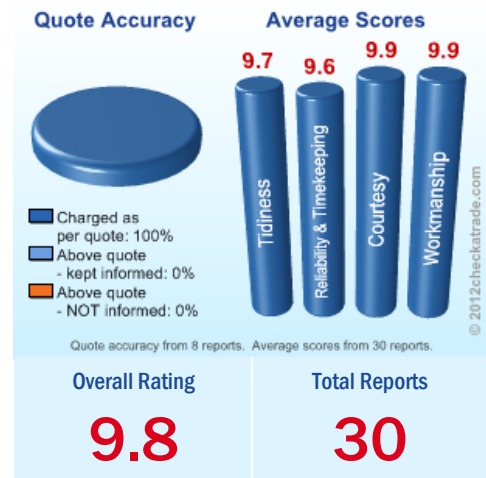 Quote Accuracy
Average Scores
9.7
9.6
9.9
9.9
Tidiness
Reliability & Timekeeping
Courtesy
Workmanship
Charged as
per quote: 100%
Above quote
- kept informed: 0%
Above quote
- NOT informed: 0%
© 2012checkatrade.com
Quote accuracy from 8 reports. Average scores from 30 reports.
Overall Rating
9.8
Total Reports
30